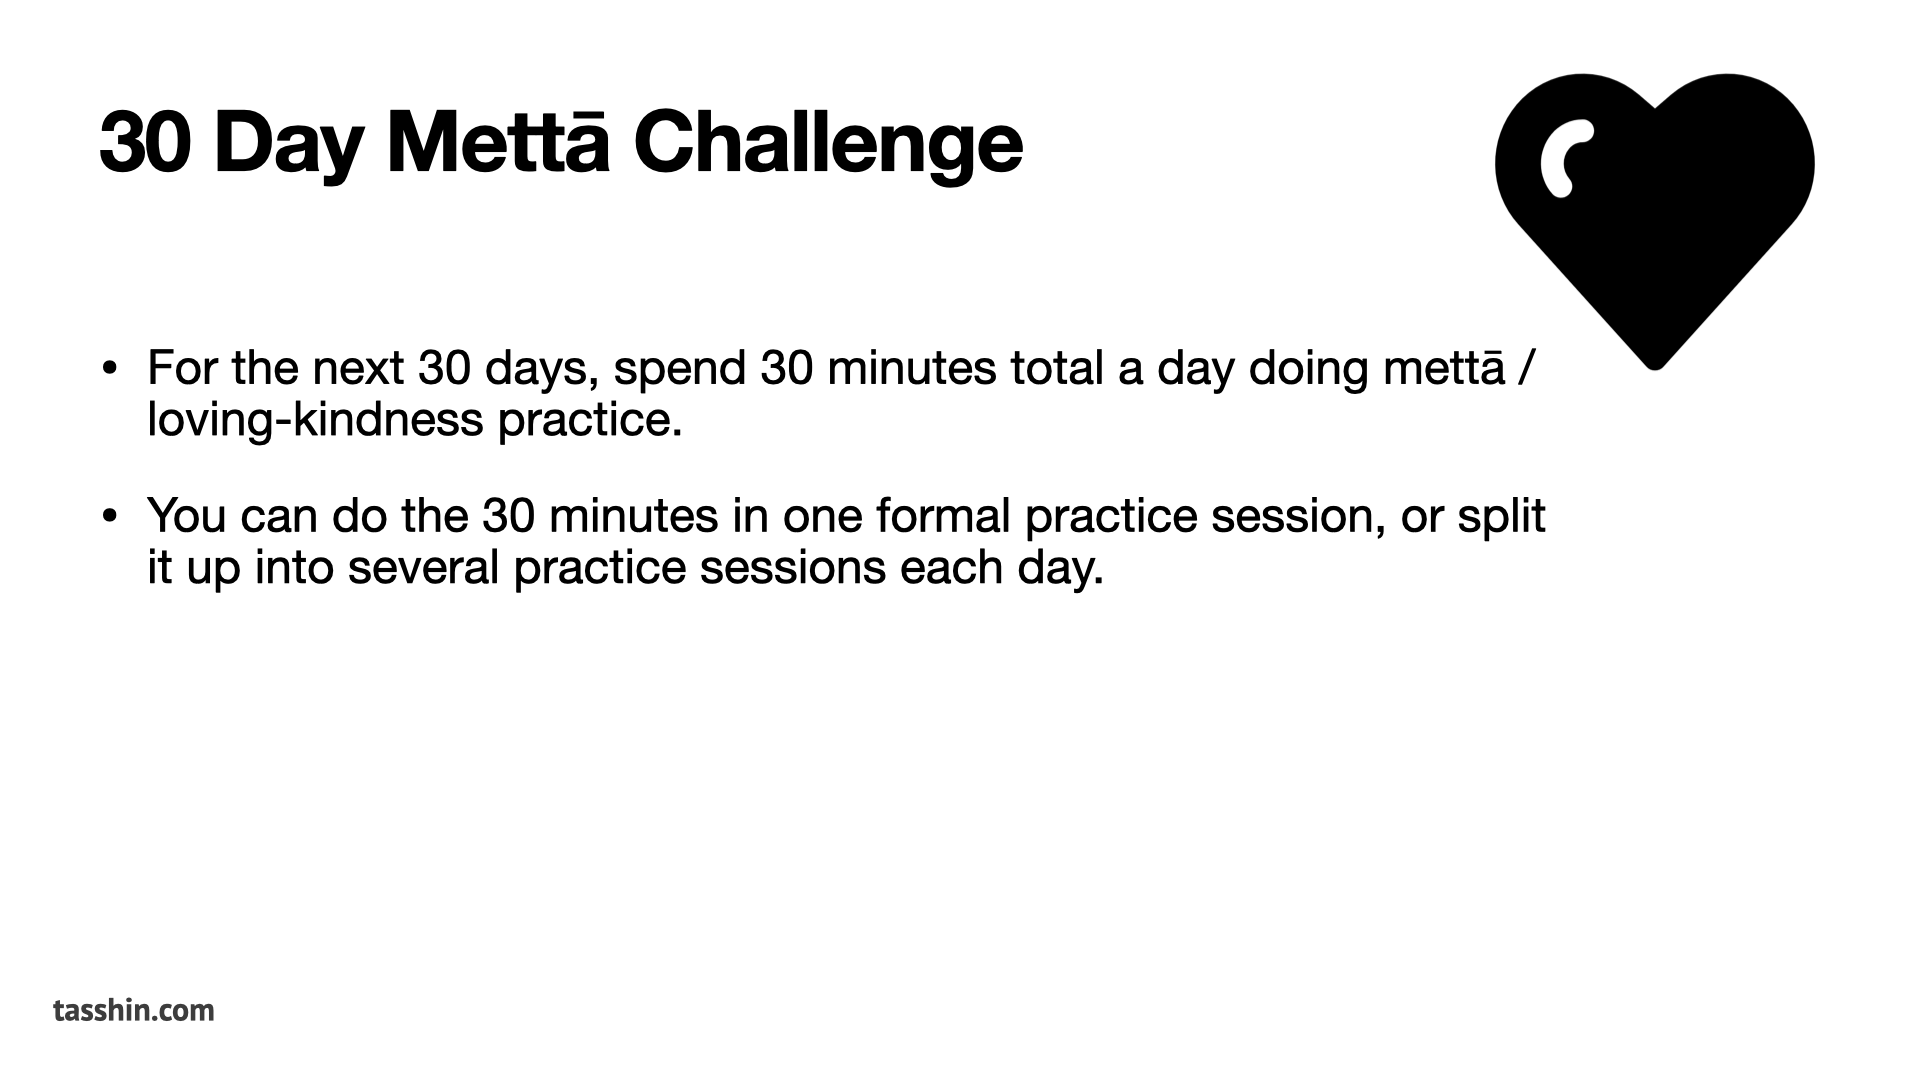 30 Day Mettā Challenge
• For the next 30 days, spend 30 minutes total a day doing mettā /
loving-kindness practice.
• You can do the 30 minutes in one formal practice session, or split
it up into several practice sessions each day.
tasshin.com